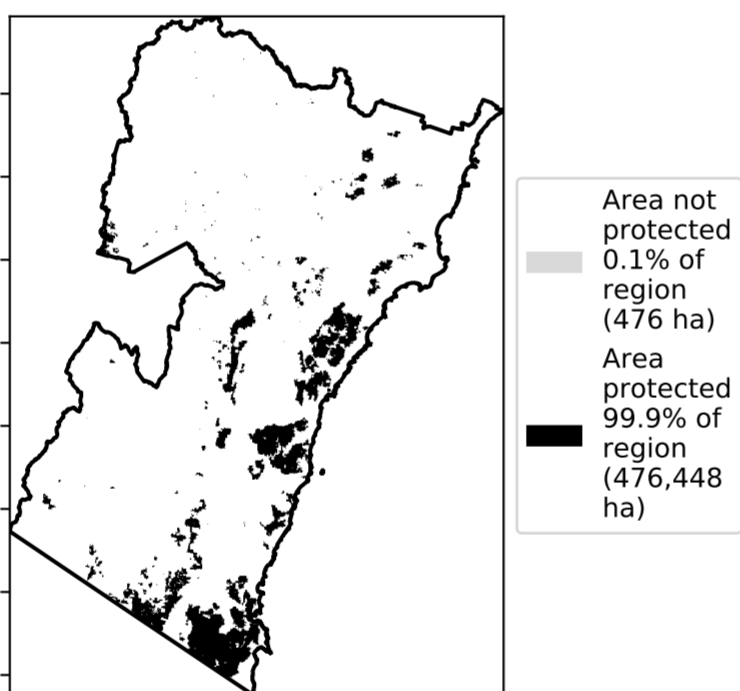 Area not
protected
0.1% of
region
(476 ha)
Area
protected
99.9% of
region
(476,448
ha)